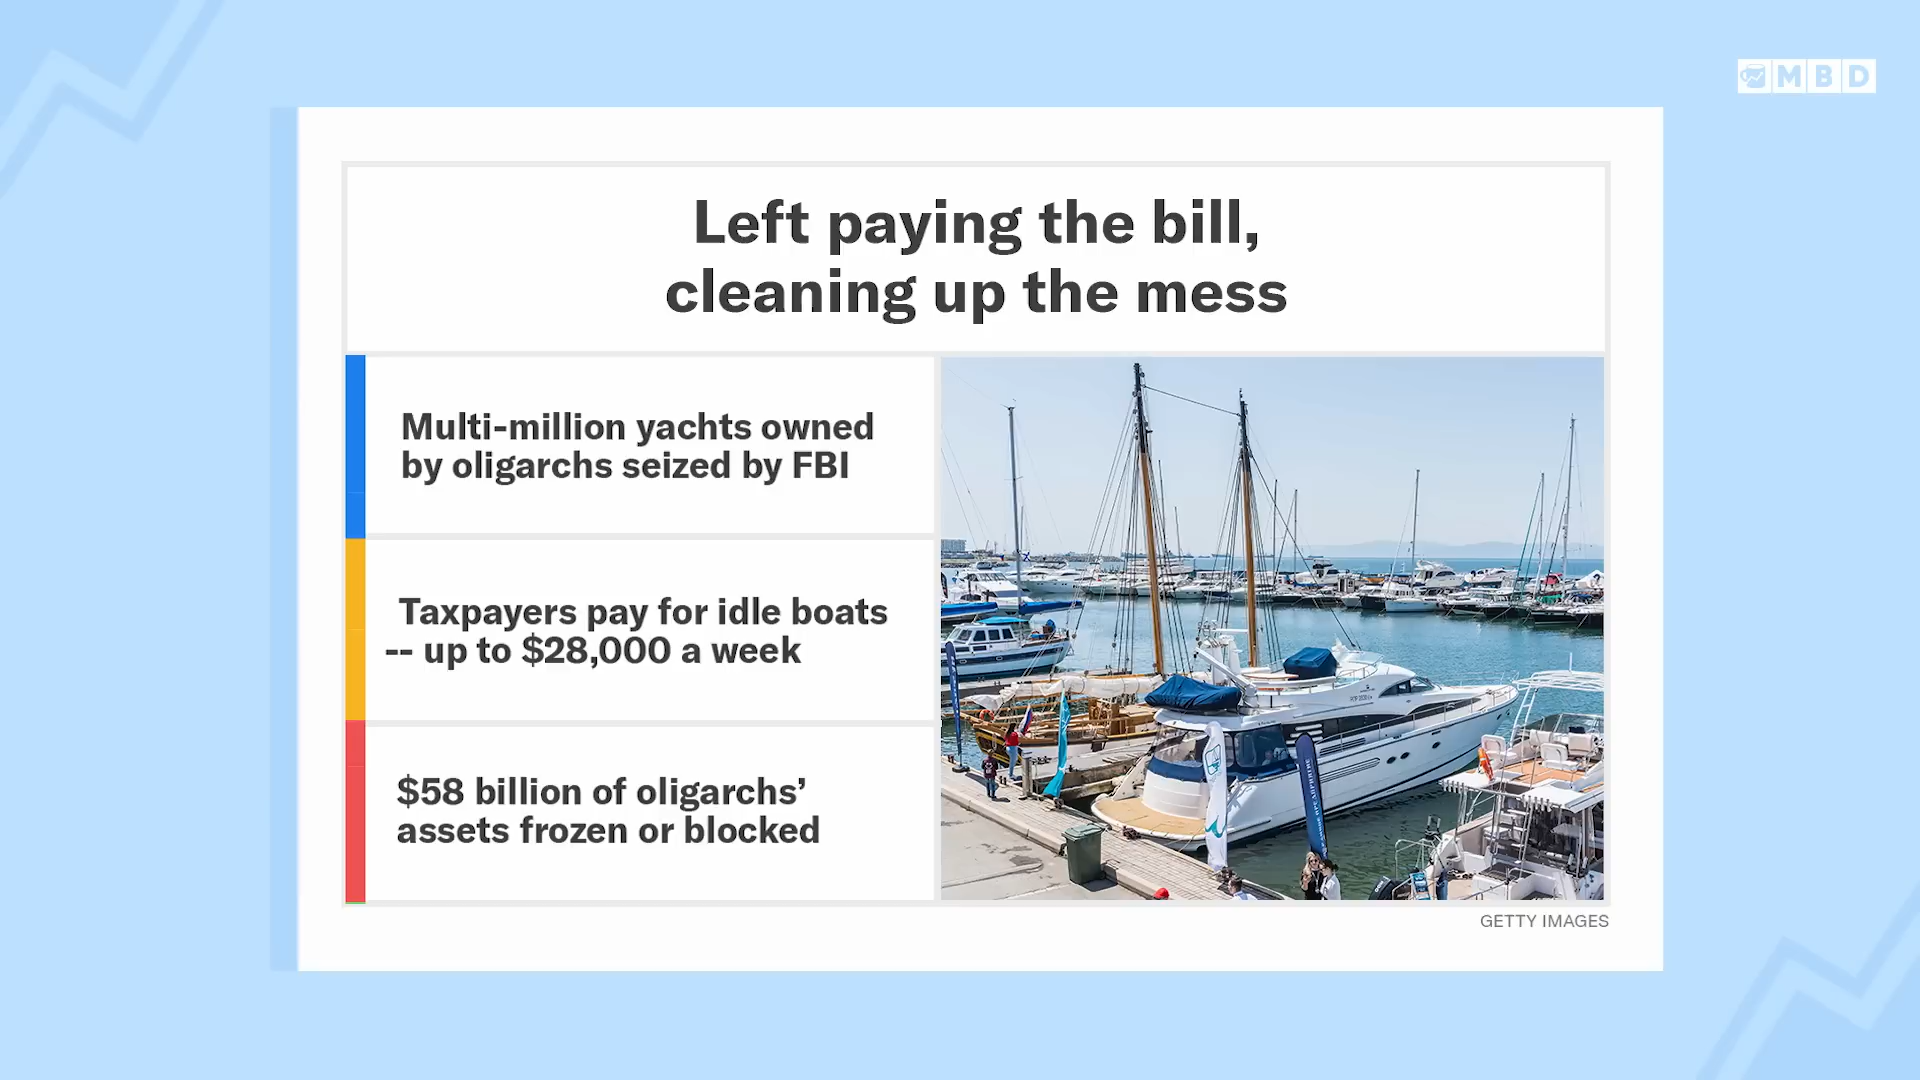 MBD
Left paying the bill,
cleaning up the mess
Multi-million yachts owned
by oligarchs seized by FBI
Taxpayers pay for idle boats
-- up to $28,000 a week
$58 billion of oligarchs’
assets frozen or blocked
GETTY IMAGES